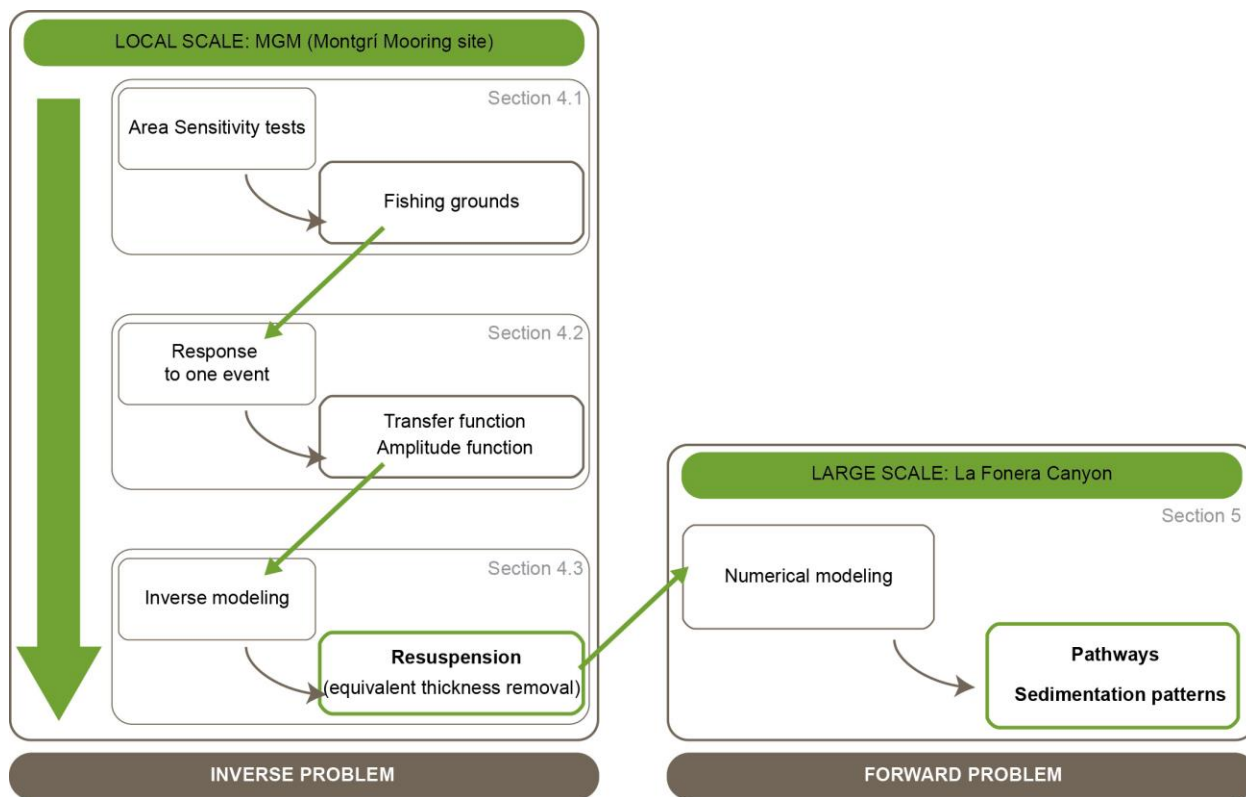 LOCAL SCALE: MGM (Montgrí Mooring site)
Section 4.1
Area Sensitivity tests
Fishing grounds
Section 4.2
Response
to one event
Transfer function
Amplitude function
Section 4.3
Inverse modeling
Resuspension
(equivalent thickness removal)
INVERSE PROBLEM
LARGE SCALE: La Fonera Canyon
Section 5
Numerical modeling
Pathways
Sedimentation patterns
FORWARD PROBLEM